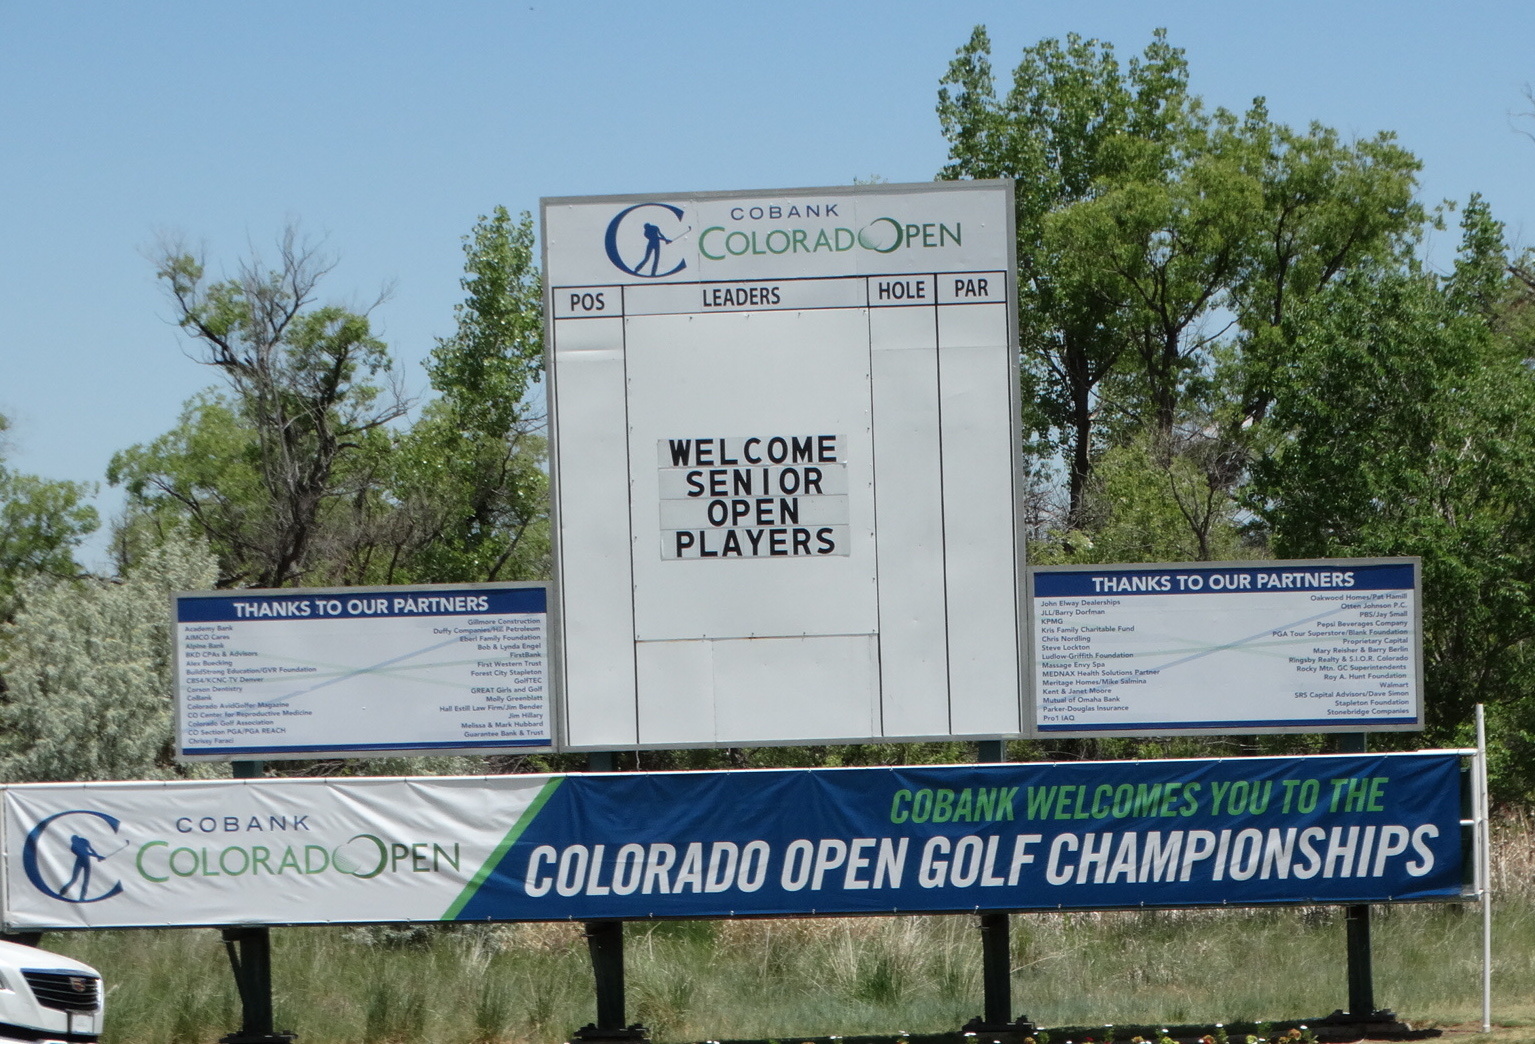 COBANK
COLORADO OPEN
POS LEADERS HOLE PAR
WELCOME
SENIOR
OPEN
PLAYERS
THANKS TO OUR PARTNERS
Academy Bank
AIMCO Cares
Alpine Bank
BKD CPAs & Advisors
Alex Buecking
BuildStrong Education/GVR Foundation
CBS4/KCNC-TV Denver
Corson Dentistry
CoBank
Colorado AvidGolfer Magazine
CO Center for Reproductive Medicine
Colorado Golf Association
CO Section PGA/PGA REACH
Chrissy Faraci
Gillmore Construction
Duffy Companies/Hill Petroleum
Eberl Family Foundation
Bob & Lynda Engel
FirstBank
First Western Trust
Forest City Stapleton
GolfTEC
GREAT Girls and Golf
Molly Greenblatt
Hall Estill Law Firm/Jim Bender
Jim Hillary
Melissa & Mark Hubbard
Guarantee Bank & Trust
THANKS TO OUR PARTNERS
John Elway Dealerships
JLL/Barry Dorfman
KPMG
Kris Family Charitable Fund
Chris Nordling
Steve Lockton
Ludlow-Griffith Foundation
Massage Envy Spa
MEDNAX Health Solutions Partner
Meritage Homes/Mike Salmina
Kent & Janet Moore
Mutual of Omaha Bank
Parker-Douglas Insurance
Pro1 IAQ
Oakwood Homes/Pat Hamill
Otten Johnson P.C.
PBS/Jay Small
Pepsi Beverages Company
PGA Tour Superstore/Blank Foundation
Proprietary Capital
Mary Reisher & Barry Berlin
Ringsby Realty & S.I.O.R. Colorado
Rocky Mtn. GC Superintendents
Roy A. Hunt Foundation
Walmart
SRS Capital Advisors/Dave Simon
Stapleton Foundation
Stonebridge Companies
COBANK
COLORADO OPEN
COBANK WELCOMES YOU TO THE
COLORADO OPEN GOLF CHAMPIONSHIPS